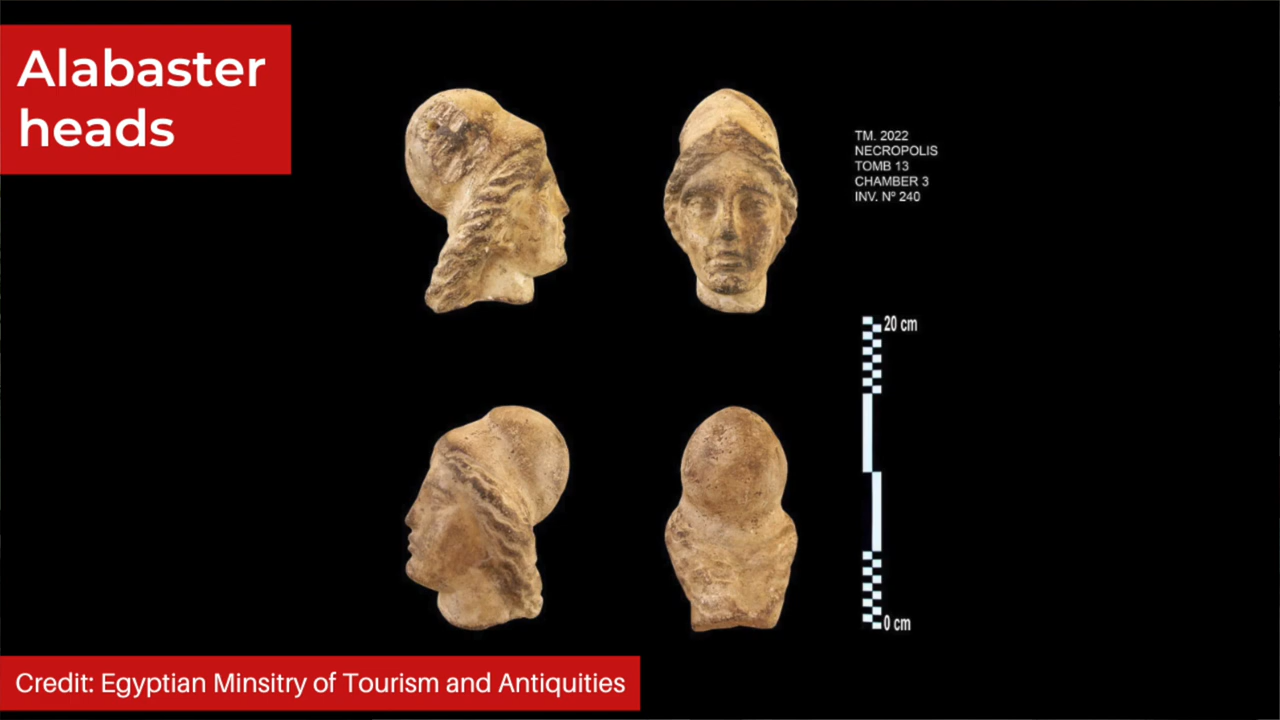 Alabaster
heads
TM. 2022
NECROPOLIS
TOMB 13
CHAMBER 3
INV. Nº 240
20 cm
0 cm
Credit: Egyptian Minsitry of Tourism and Antiquities